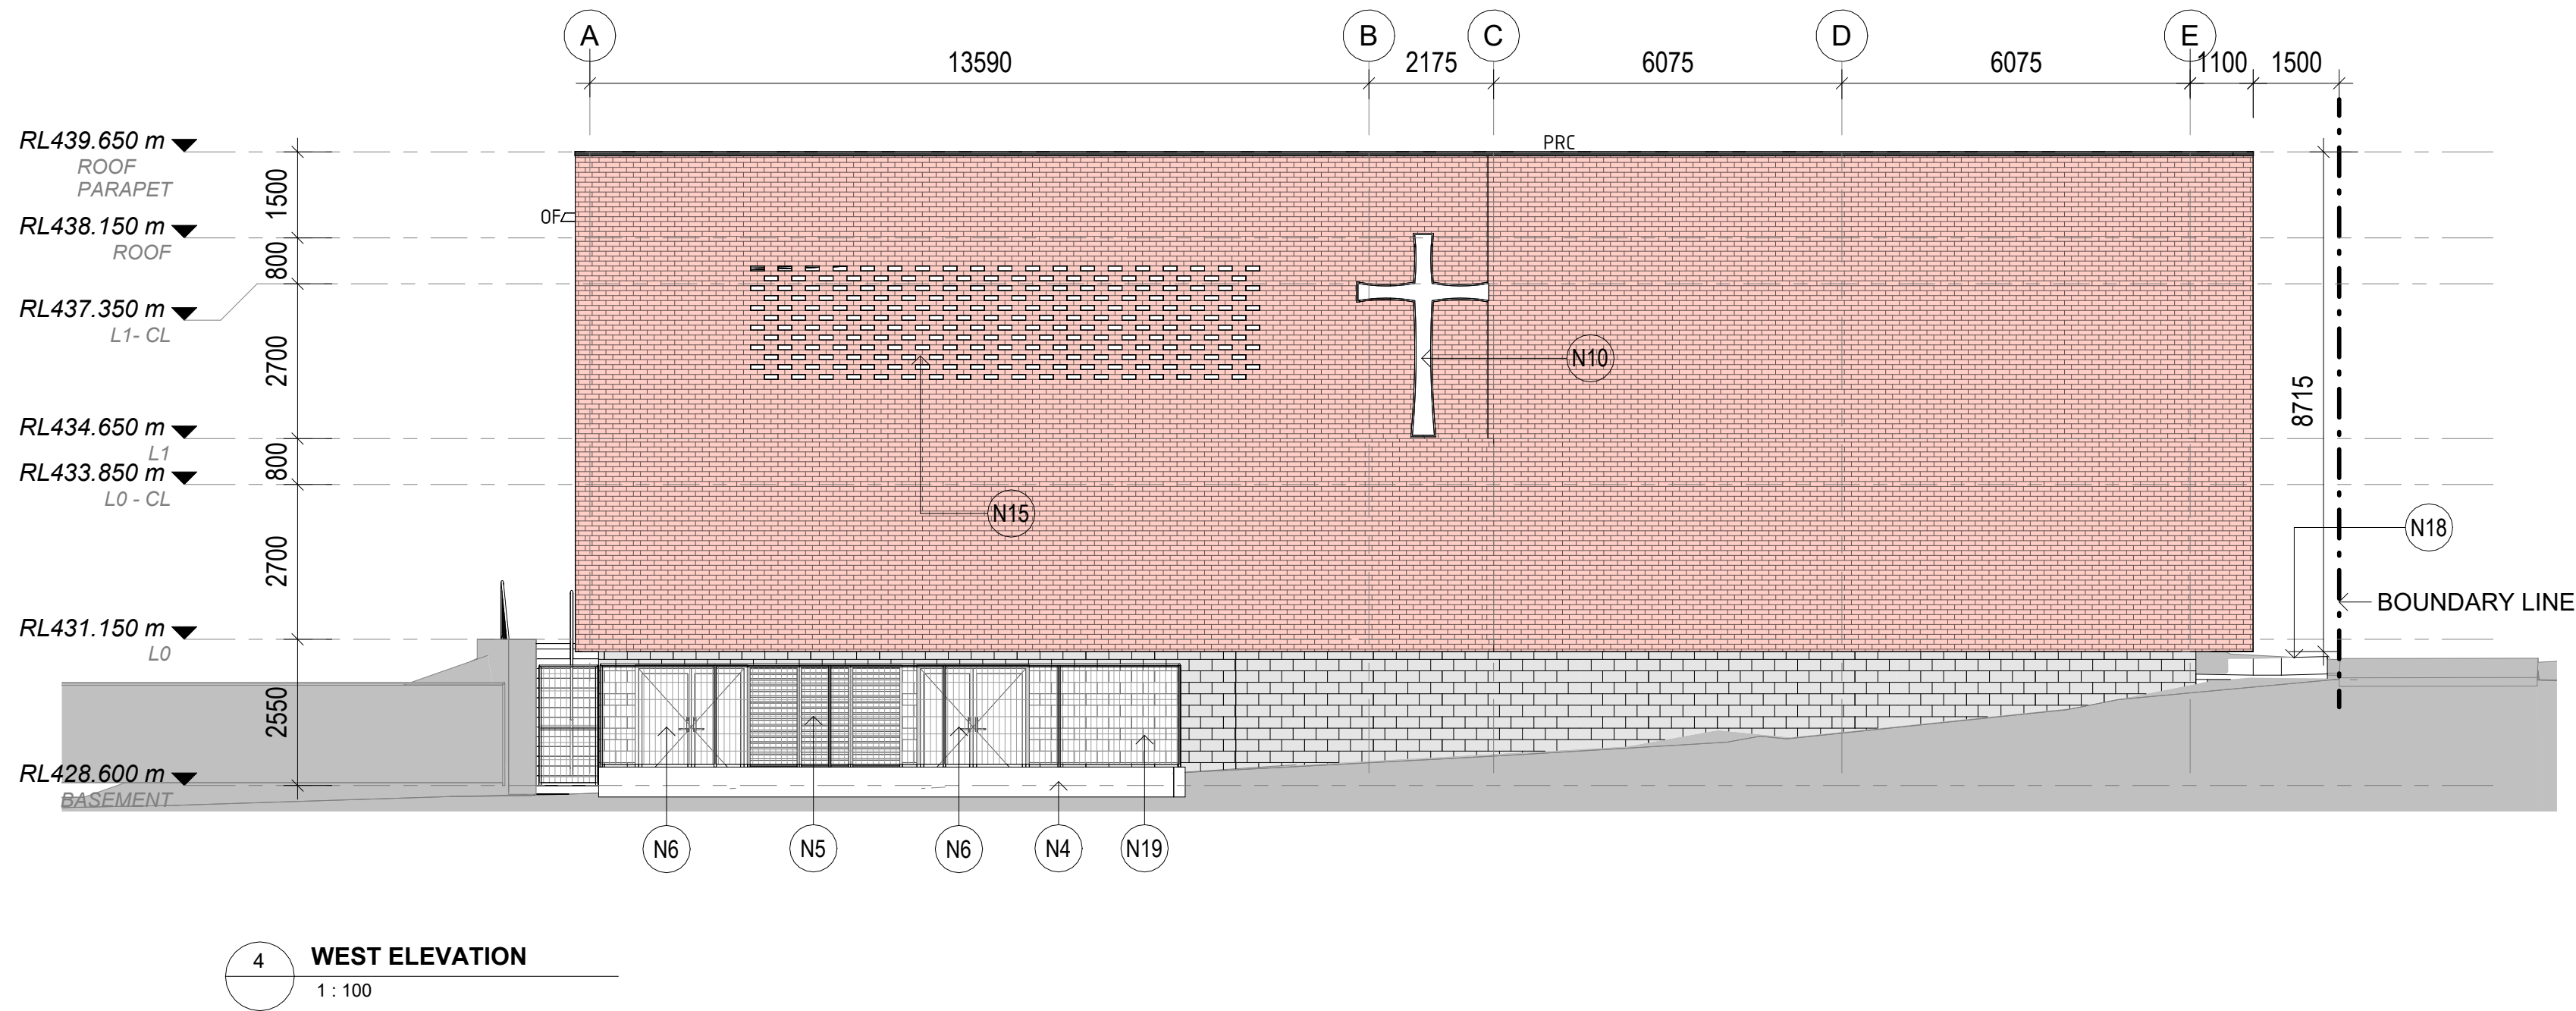 A B C D E
13590 2175 6075 6075 1100 1500
RL439.650 m
ROOF
PARAPET
PRC
1500
OF
RL438.150 m
ROOF
800
RL437.350 m
L1- CL
2700
N10
8715
RL434.650 m
L1
800
RL433.850 m
L0 - CL
N15
N18
2700
BOUNDARY LINE
RL431.150 m
L0
2550
RL428.600 m
BASEMENT
N6 N5 N6 N4 N19
4 WEST ELEVATION
1 : 100